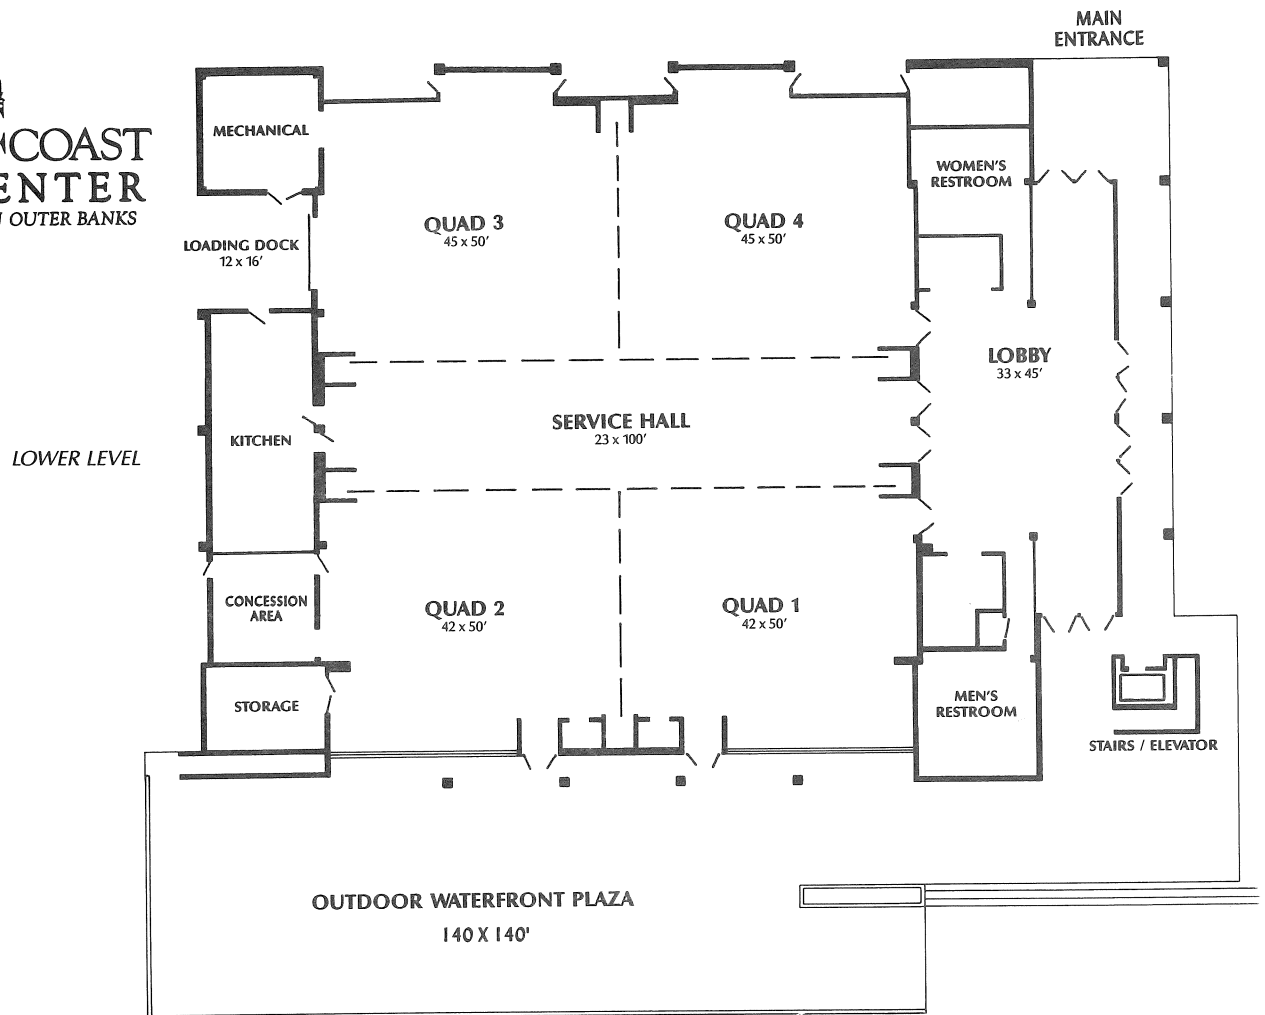 MAIN
ENTRANCE
COAST
ENTER
OUTER BANKS
MECHANICAL
WOMEN'S
RESTROOM
QUAD 3
45 x 50'
QUAD 4
45 x 50'
LOADING DOCK
12 x 16'
LOBBY
33 x 45'
SERVICE HALL
23 x 100'
KITCHEN
LOWER LEVEL
CONCESSION
AREA
QUAD 2
42 x 50'
QUAD 1
42 x 50'
STORAGE
MEN'S
RESTROOM
STAIRS / ELEVATOR
OUTDOOR WATERFRONT PLAZA
140 X 140'